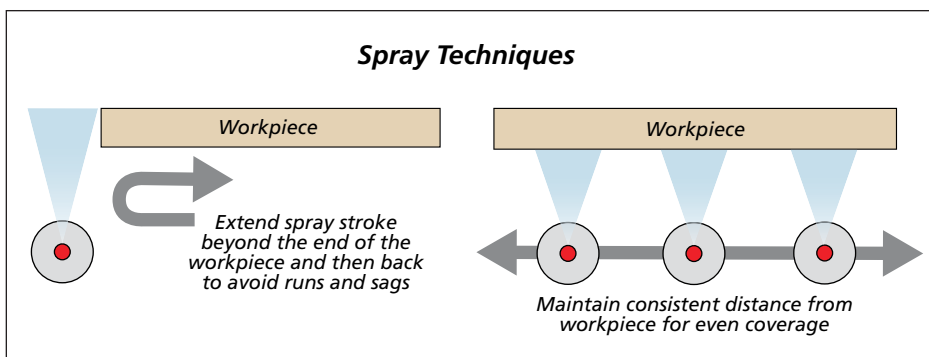 Spray Techniques
Workpiece
Extend spray stroke
beyond the end of the
workpiece and then back
to avoid runs and sags
Workpiece
Maintain consistent distance from
workpiece for even coverage